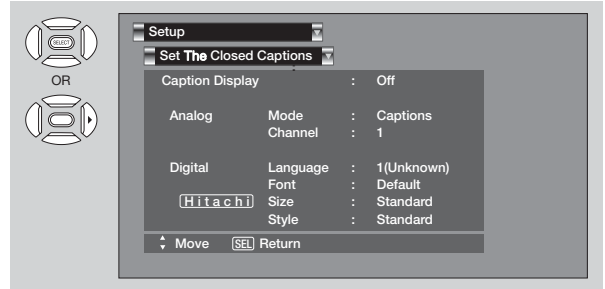 SELECT
OR
Setup
Set The Closed Captions
Caption Display : Off
Analog Mode : Captions
Channel : 1
Digital Language : 1(Unknown)
Font : Default
Hitachi Size : Standard
Style : Standard
Move SEL Return